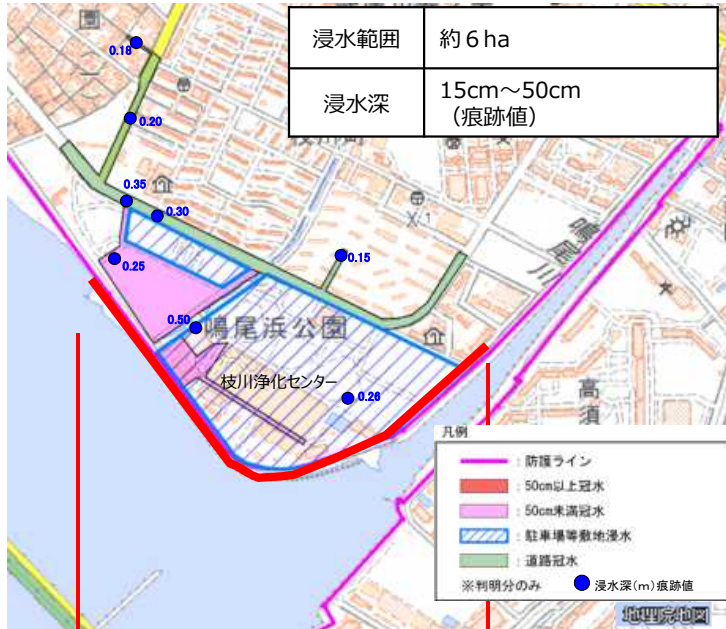 浸水範囲
約６ha
浸水深
15cm～50cm
（痕跡値）
園
0.18
0.20
0.35
0.30
0.25
0.15
鳴尾川
0.50
鳴尾浜公園
枝川浄化センター
0.26
高須
凡例
：防護ライン
：50cm以上冠水
：50cm未満冠水
：駐車場等敷地浸水
：道路冠水
※判明分のみ
浸水深(m)痕跡値
地理院地図